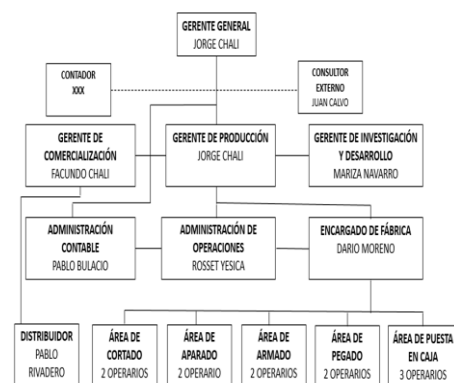 GERENTE GENERAL
JORGE CHALI
CONTADOR
XXX
CONSULTOR
EXTERNO
JUAN CALVO
GERENTE DE
COMERCIALIZACIÓN
FACUNDO CHALI
GERENTE DE PRODUCCIÓN
JORGE CHALI
GERENTE DE INVESTIGACIÓN
Y DESARROLLO
MARIZA NAVARRO
ADMINISTRACIÓN
CONTABLE
PABLO BULACIO
ADMINISTRACIÓN DE
OPERACIONES
ROSSET YESICA
ENCARGADO DE FÁBRICA
DARIO MORENO
DISTRIBUIDOR
PABLO
RIVADERO
ÁREA DE
CORTADO
2 OPERARIOS
ÁREA DE
APARADO
2 OPERARIO
ÁREA DE
ARMADO
2 OPERARIOS
ÁREA DE
PEGADO
2 OPERARIOS
ÁREA DE PUESTA
EN CAJA
3 OPERARIOS